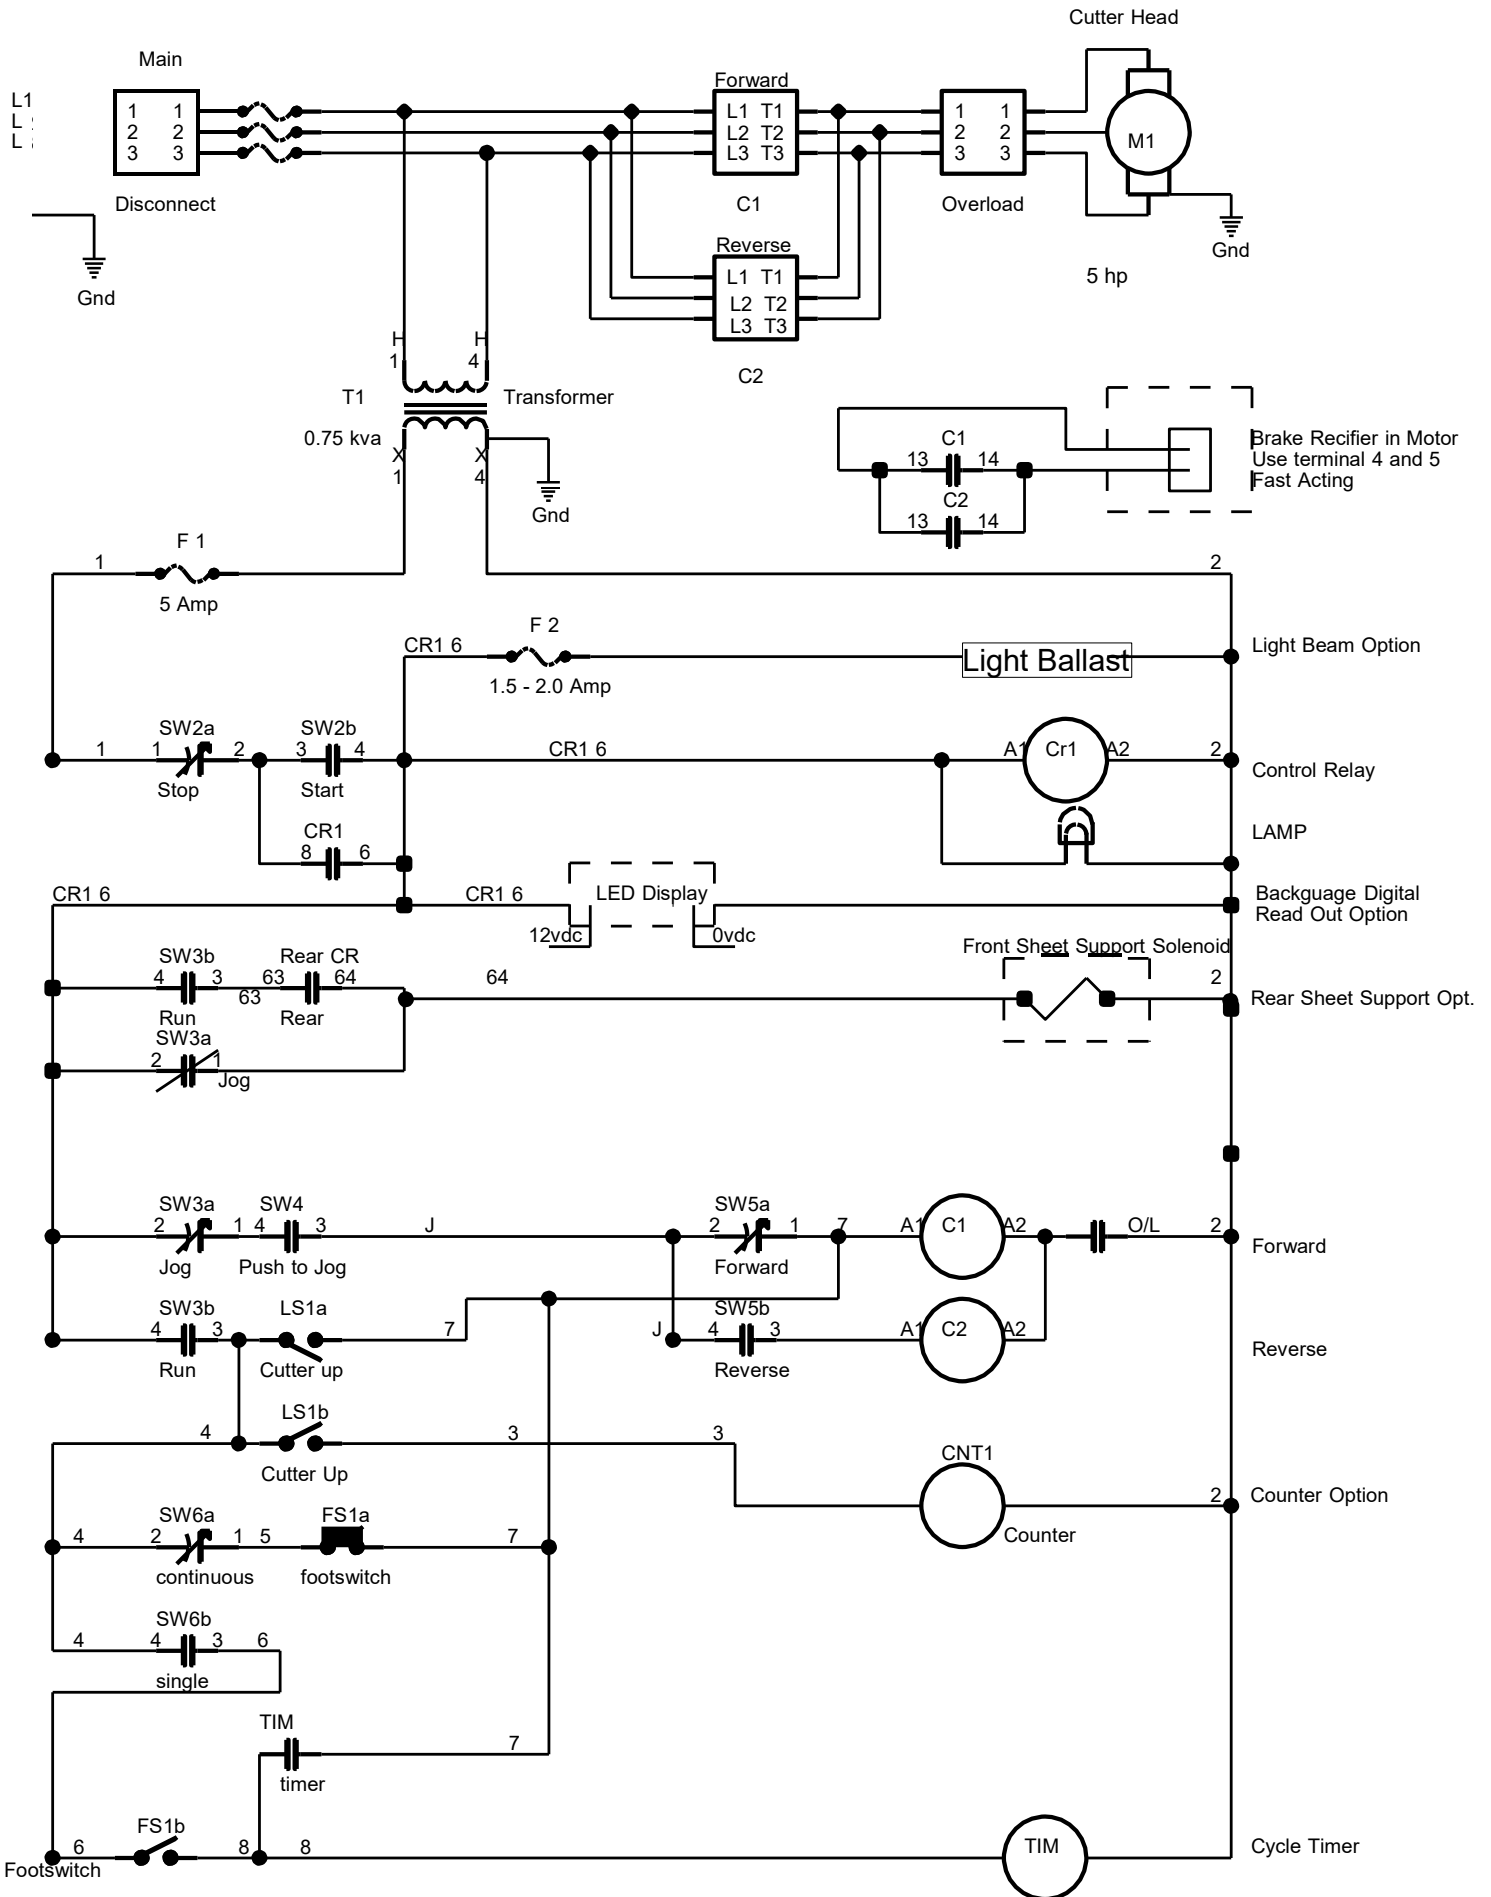 Cutter Head
Main
Forward
L1
L
L
1 1
2 2
3 3
L1 T1
L2 T2
L3 T3
1 1
2 2
3 3
M1
Disconnect
C1
Overload
Gnd
Reverse
Gnd
5 hp
L1 T1
L2 T2
L3 T3
C2
H
1
H
4
T1
Transformer
0.75 kva
X
1
X
4
Gnd
C1
13 14
C2
13 14
Brake Recifier in Motor
Use terminal 4 and 5
Fast Acting
F 1
1
5 Amp
2
F 2
CR1 6
1.5 - 2.0 Amp
Light Ballast
Light Beam Option
SW2a
SW2b
1 1 2 3 4
CR1 6
A1 Cr1 A2 2
Stop
Start
Control Relay
CR1
8 6
LAMP
CR1 6
CR1 6
LED Display
12vdc
0vdc
Backguage Digital
Read Out Option
Front Sheet Support Solenoid
SW3b
Rear CR
4 3 63 64
63
64
2
Run
Rear
Rear Sheet Support Opt.
SW3a
2 1
Jog
SW3a
SW4
SW5a
2 1 4 3
J
2 1 7
A1 C1 A2
O/L
2
Jog
Push to Jog
Forward
Forward
SW3b
LS1a
SW5b
4 3
7
J 4 3
A1 C2 A2
Run
Cutter up
Reverse
Reverse
LS1b
4
3
3
Cutter Up
CNT1
2
Counter Option
Counter
SW6a
FS1a
4 2 1 5
7
continuous
footswitch
SW6b
4 4 3 6
single
TIM
7
timer
FS1b
6 8 8
TIM
Cycle Timer
Footswitch